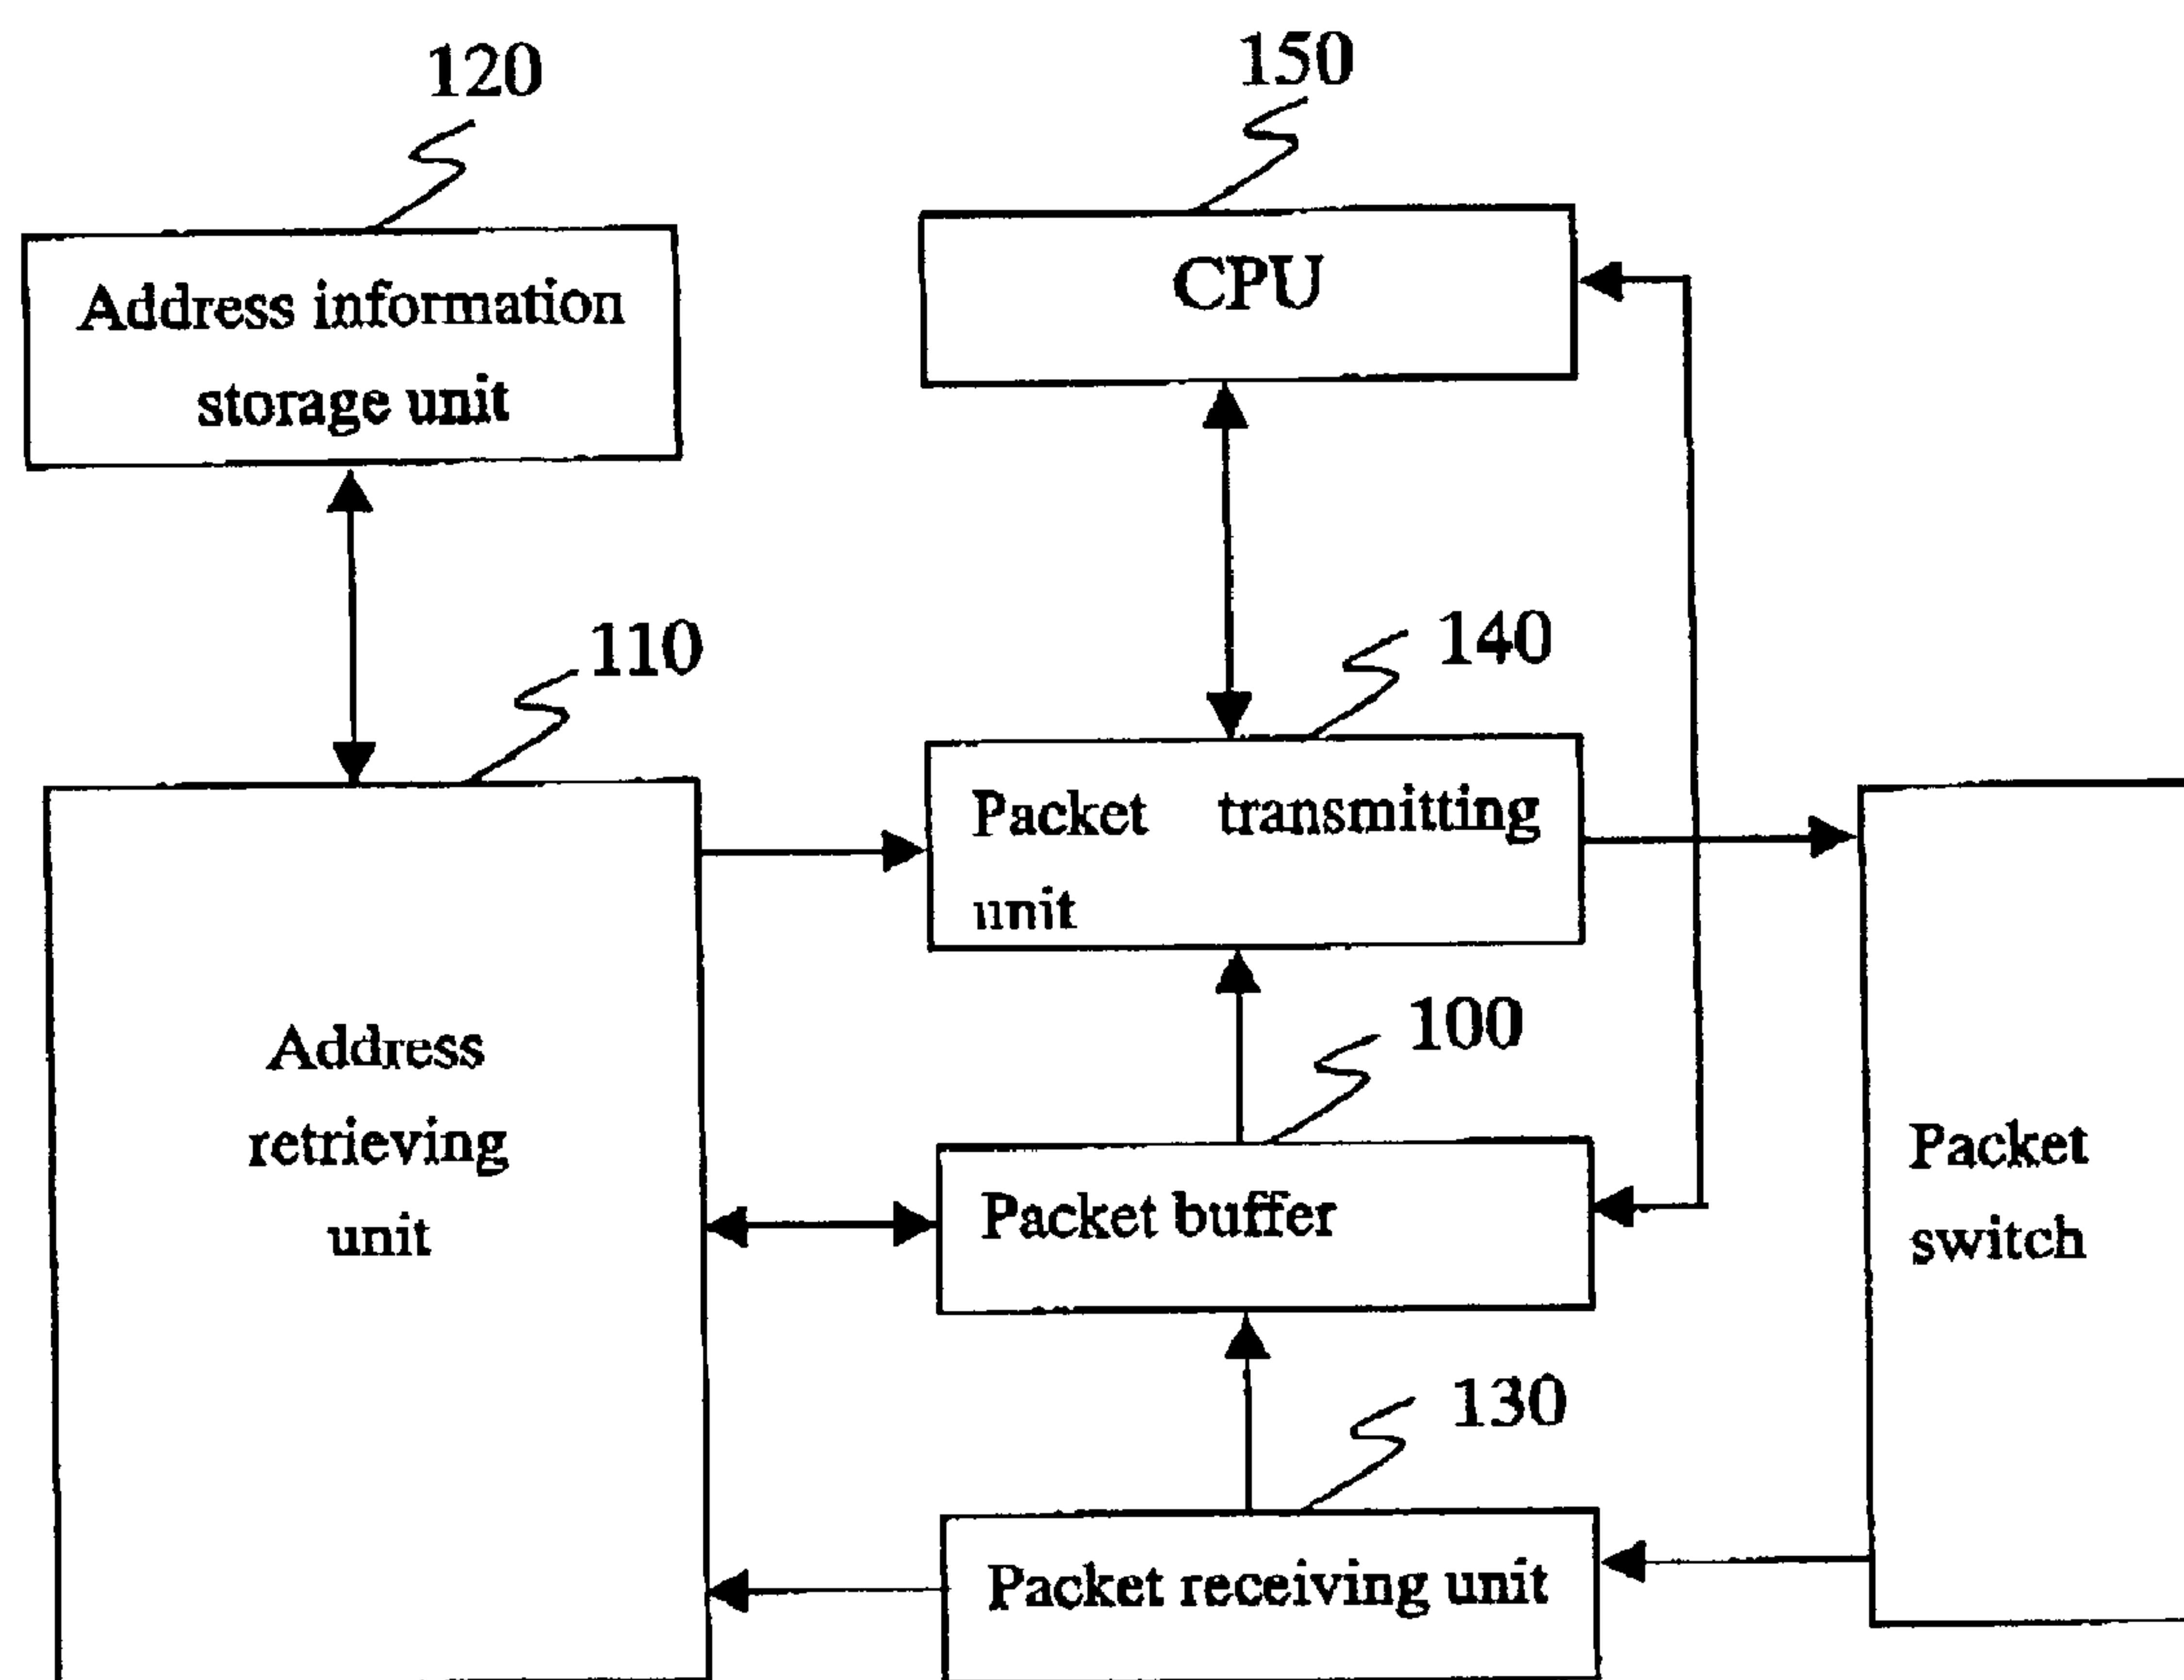 120
150
Address information
storage unit
CPU
110
140
Packet transmitting
unit
100
Address
retrieving
unit
Packet buffer
Packet
switch
130
Packet receiving unit